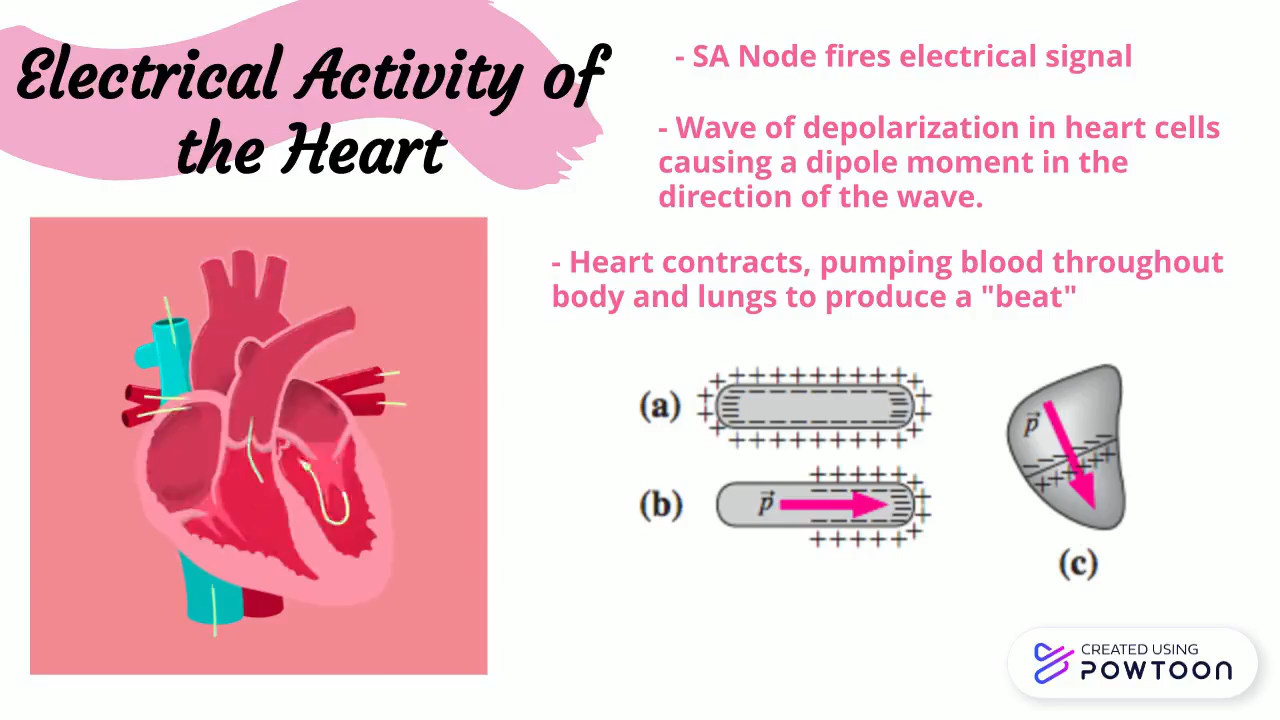 Electrical Activity of
the Heart
- SA Node fires electrical signal
- Wave of depolarization in heart cells
causing a dipole moment in the
direction of the wave.
- Heart contracts, pumping blood throughout
body and lungs to produce a "beat"
(a)
(b)
p
p
(c)
CREATED USING
POWTOON